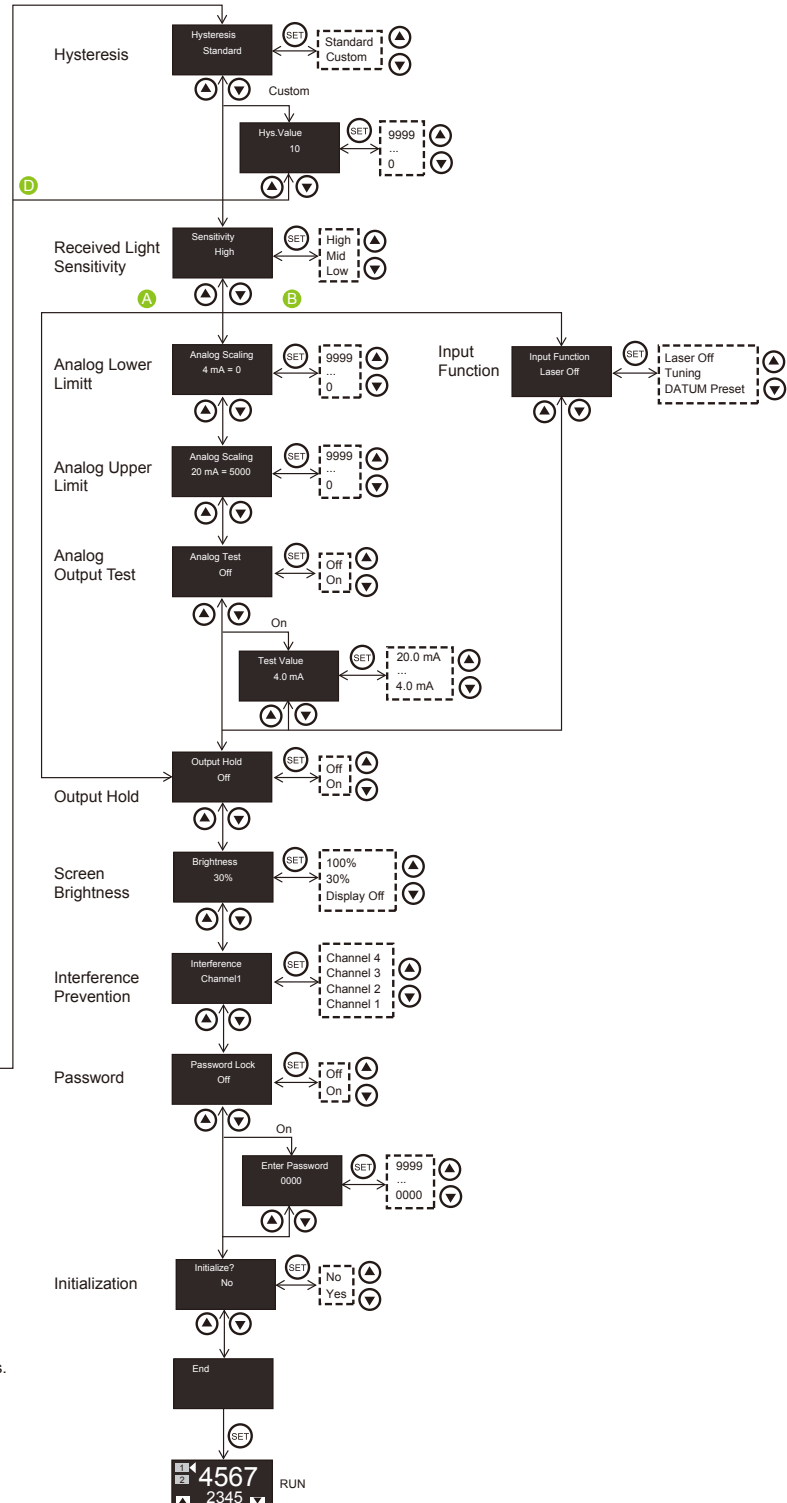 Hysteresis
Hysteresis
Standard
SET
Standard
Custom
Custom
Hys.Value
10
SET
9999
...
0
D
Received Light
Sensitivity
Sensitivity
High
SET
High
Mid
Low
A
B
Analog Lower
Limitt
Analog Scaling
4 mA = 0
SET
9999
...
0
Input
Function
Input Function
Laser Off
SET
Laser Off
Tuning
DATUM Preset
Analog Upper
Limit
Analog Scaling
20 mA = 5000
SET
9999
...
0
Analog
Output Test
Analog Test
Off
SET
Off
On
On
Test Value
4.0 mA
SET
20.0 mA
...
4.0 mA
Output Hold
Output Hold
Off
SET
Off
On
Screen
Brightness
Brightness
30%
SET
100%
30%
Display Off
Interference
Prevention
Interference
Channel1
SET
Channel 4
Channel 3
Channel 2
Channel 1
Password
Password Lock
Off
SET
Off
On
On
Enter Password
0000
SET
9999
...
0000
Initialization
Initialize?
No
SET
No
Yes
s.
End
SET
1
2
4567
2345
RUN